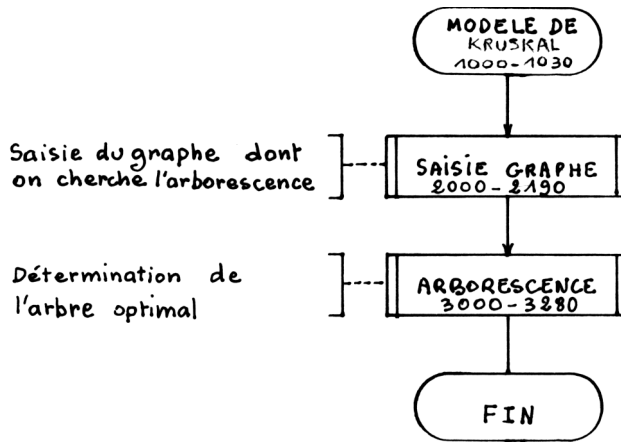 MODELE DE
KRUSKAL
1000-1030
Saisie du graphe dont
on cherche l'arborescence
SAISIE GRAPHE
2000-2190
Détermination de
l'arbre optimal
ARBORESCENCE
3000-3280
FIN